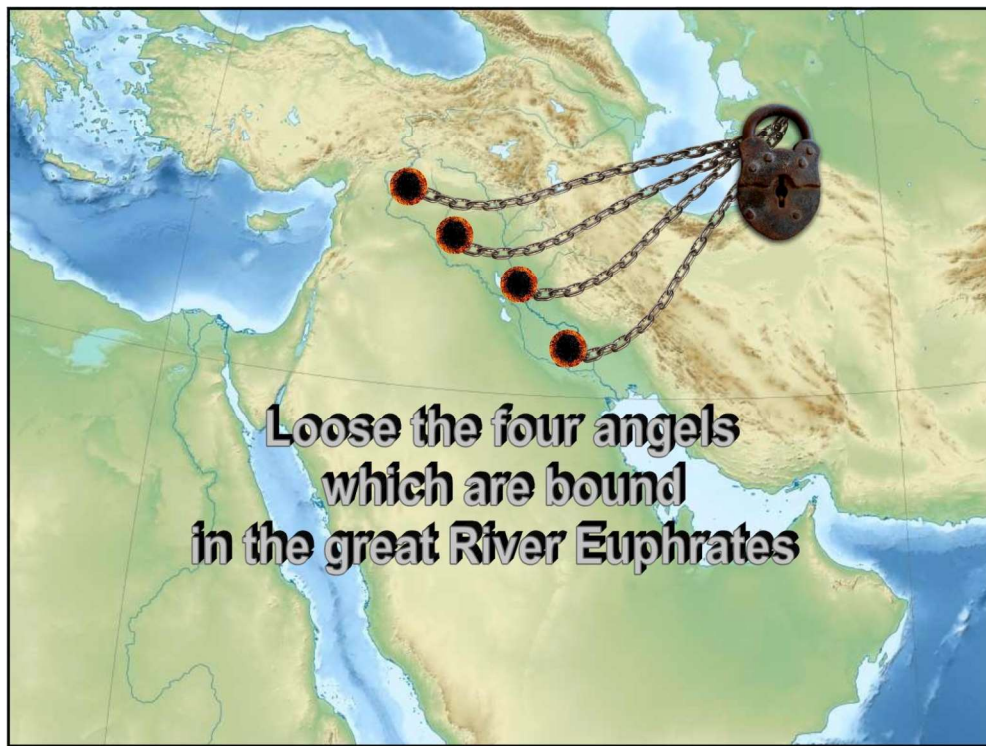 Loose the four angels
which are bound
in the great River Euphrates